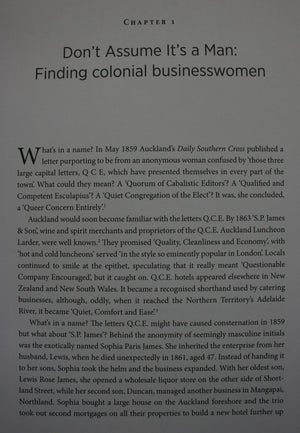 CHAPTER 1
Don't Assume It's a Man:
Finding colonial businesswomen
What's in a name? In May 1859 Auckland's Daily Southern Cross published a
letter purporting to be from an anonymous woman confused by 'those three
large capital letters, Q C E, which have presented themselves in every part of the
town'. What could they mean? A 'Quorum of Cabalistic Editors'? A 'Qualified and
Competent Esculapius'? A 'Quiet Congregation of the Elect'? It was, she concluded,
a 'Queer Concern Entirely'.¹
Auckland would soon become familiar with the letters Q.C.E. By 1863 'S.P. James
& Son', wine and spirit merchants and proprietors of the Q.C.E. Auckland Luncheon
Larder, were well known.² They promised 'Quality, Cleanliness and Economy', with
'hot and cold luncheons' served 'in the style so eminently popular in London'. Locals
continued to smile at the epithet, speculating that it really meant 'Questionable
Company Encouraged', but it caught on. Q.C.E. hotels appeared elsewhere in New
Zealand and New South Wales. It became a recognised shorthand used by catering
businesses, although, oddly, when it reached the Northern Territory's Adelaide
River, it became 'Quiet, Comfort and Ease'.³
What's in a name? The letters Q.C.E. might have caused consternation in 1859
but what about 'S.P. James'? Behind the anonymity of seemingly masculine initials
was the exotically named Sophia Paris James. She inherited the enterprise from her
husband, Lewis, when he died unexpectedly in 1861, aged 47. Instead of handing it
to her sons, Sophia took the helm and the business expanded. With her oldest son,
Lewis Rose James, she opened a wholesale liquor store on the other side of Short-
land Street, while her second son, Duncan, managed another business in Mangapai,
Northland. Sophia bought a large house on the Auckland foreshore and the trio
took out second mortgages on all their properties to build a new hotel further up